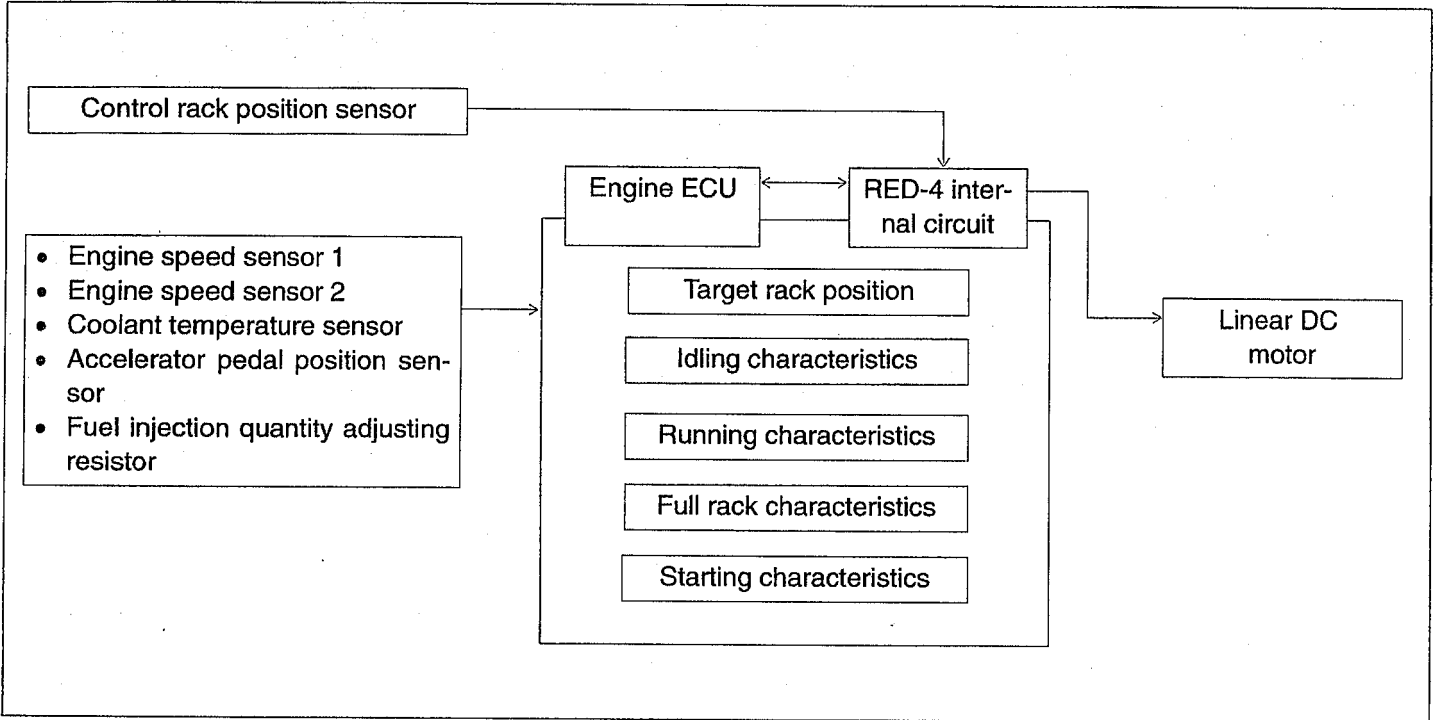 Control rack position sensor
Engine ECU
RED-4 inter-
nal circuit
• Engine speed sensor 1
• Engine speed sensor 2
• Coolant temperature sensor
• Accelerator pedal position sen-
sor
• Fuel injection quantity adjusting
resistor
Target rack position
Idling characteristics
Running characteristics
Full rack characteristics
Starting characteristics
Linear DC
motor